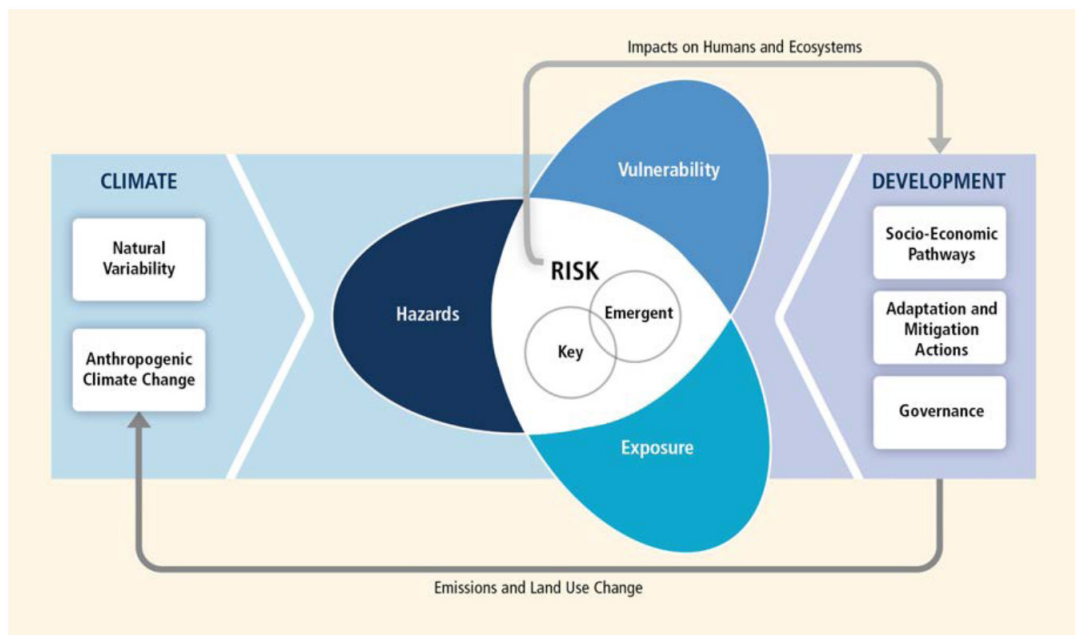 Impacts on Humans and Ecosystems
CLIMATE
Natural
Variability
Anthropogenic
Climate Change
Vulnerability
Hazards
RISK
Emergent
Key
Exposure
DEVELOPMENT
Socio-Economic
Pathways
Adaptation and
Mitigation
Actions
Governance
Emissions and Land Use Change